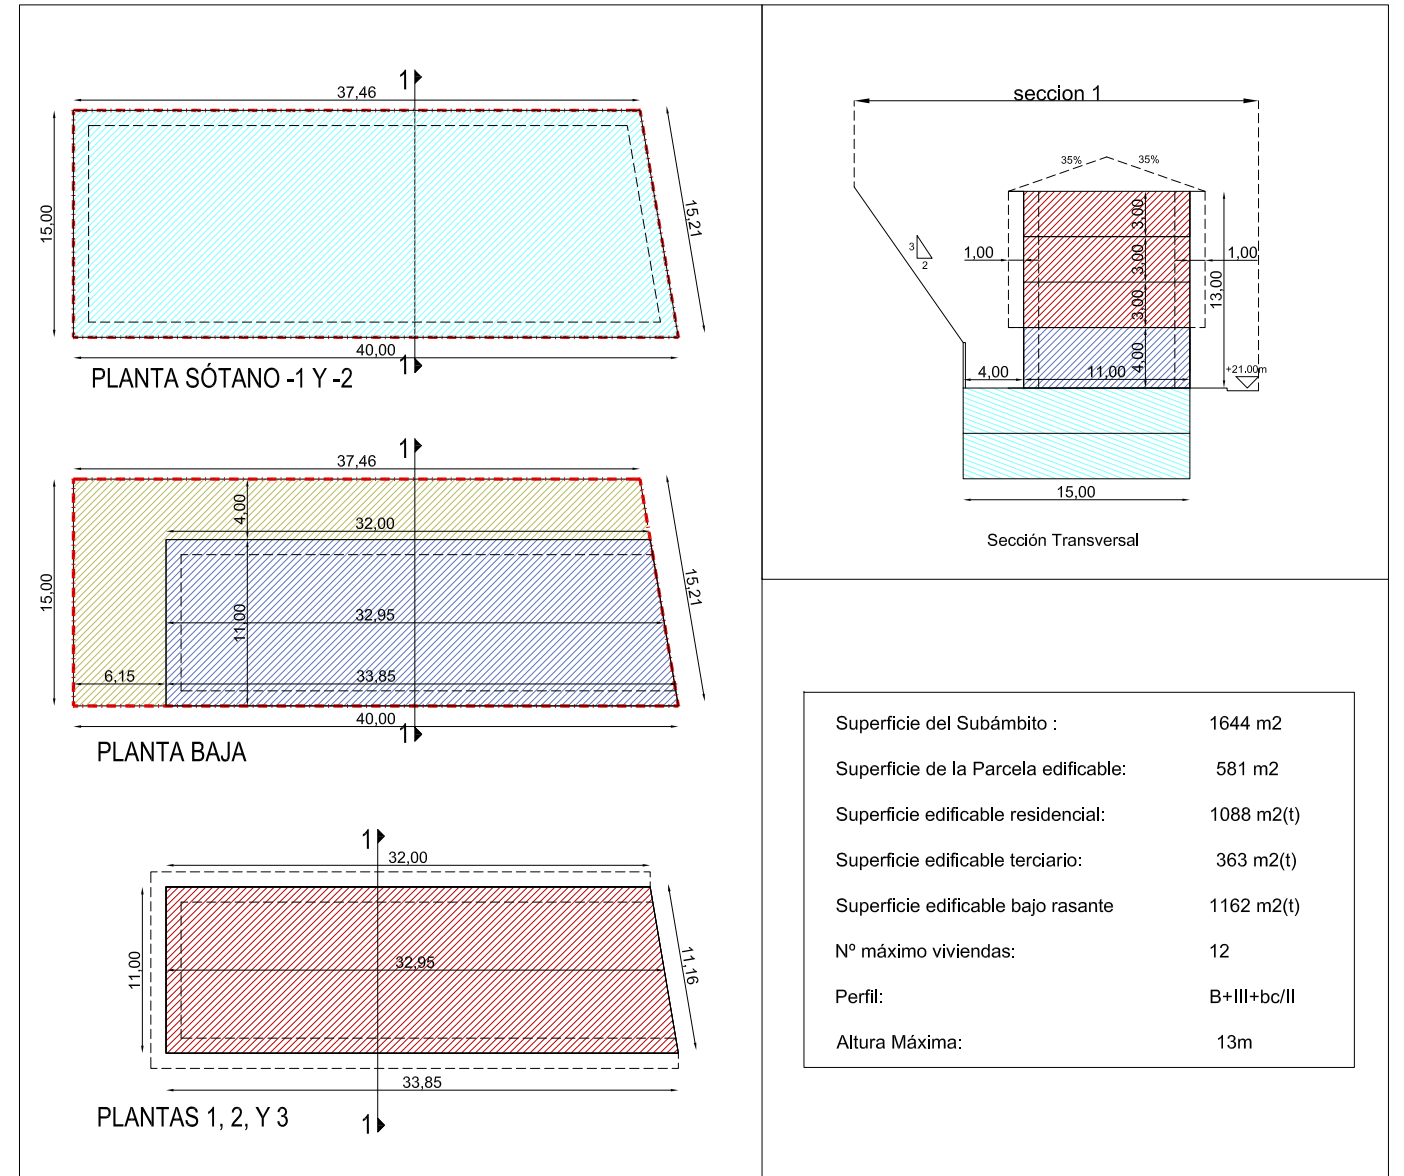 1
37,46
15,00
15,21
40,00
1
PLANTA SÓTANO -1 Y -2
1
37,46
4,00
32,00
15,00
15,21
11,00
32,95
6,15
33,85
40,00
1
PLANTA BAJA
1
32,00
11,00
32,95
11,16
33,85
PLANTAS 1, 2, Y 3
1
seccion 1
35%
35%
3,00
3
2
1,00
3,00
1,00
13,00
3,00
4,00
4,00
11,00
+21.00m
15,00
Sección Transversal
Superficie del Subámbito : 1644 m2
Superficie de la Parcela edificable: 581 m2
Superficie edificable residencial: 1088 m2(t)
Superficie edificable terciario: 363 m2(t)
Superficie edificable bajo rasante 1162 m2(t)
Nº máximo viviendas: 12
Perfil: B+III+bc/II
Altura Máxima: 13m